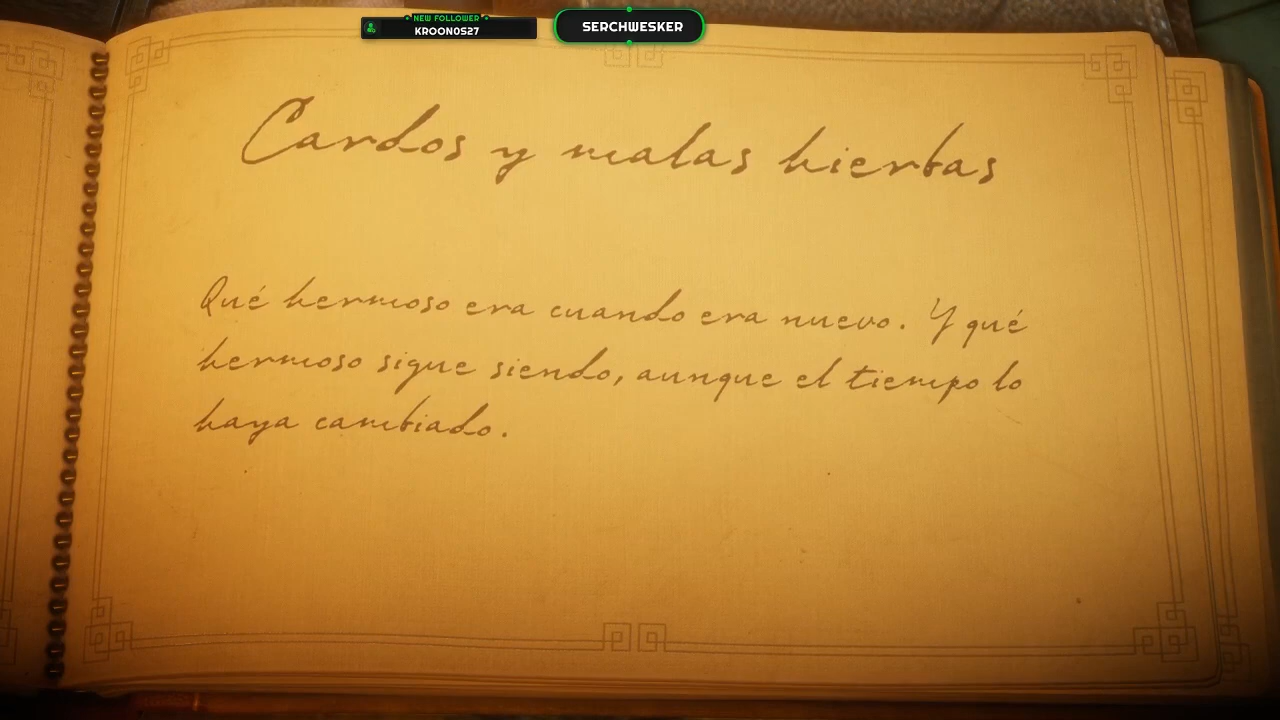 NEW FOLLOWER
KROON0S27
SERCHWESKER
Cardos y malas hierbas
Qué hermoso era cuando era nuevo. Y qué
hermoso sigue siendo, aunque el tiempo lo
haya cambiado.